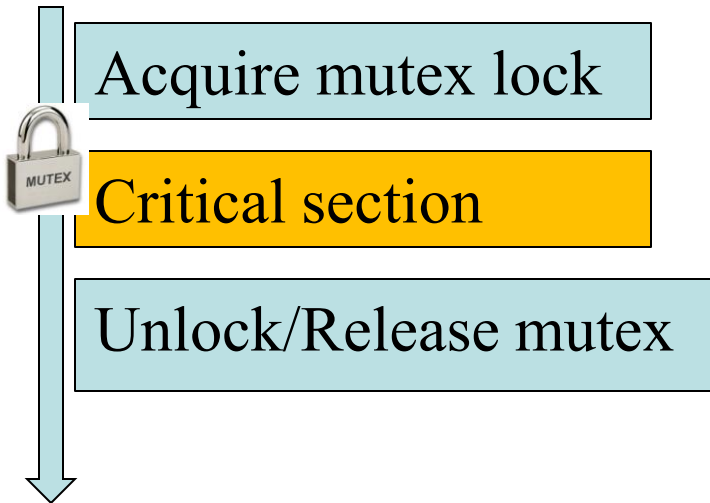 Acquire mutex lock
MUTEX
Critical section
Unlock/Release mutex